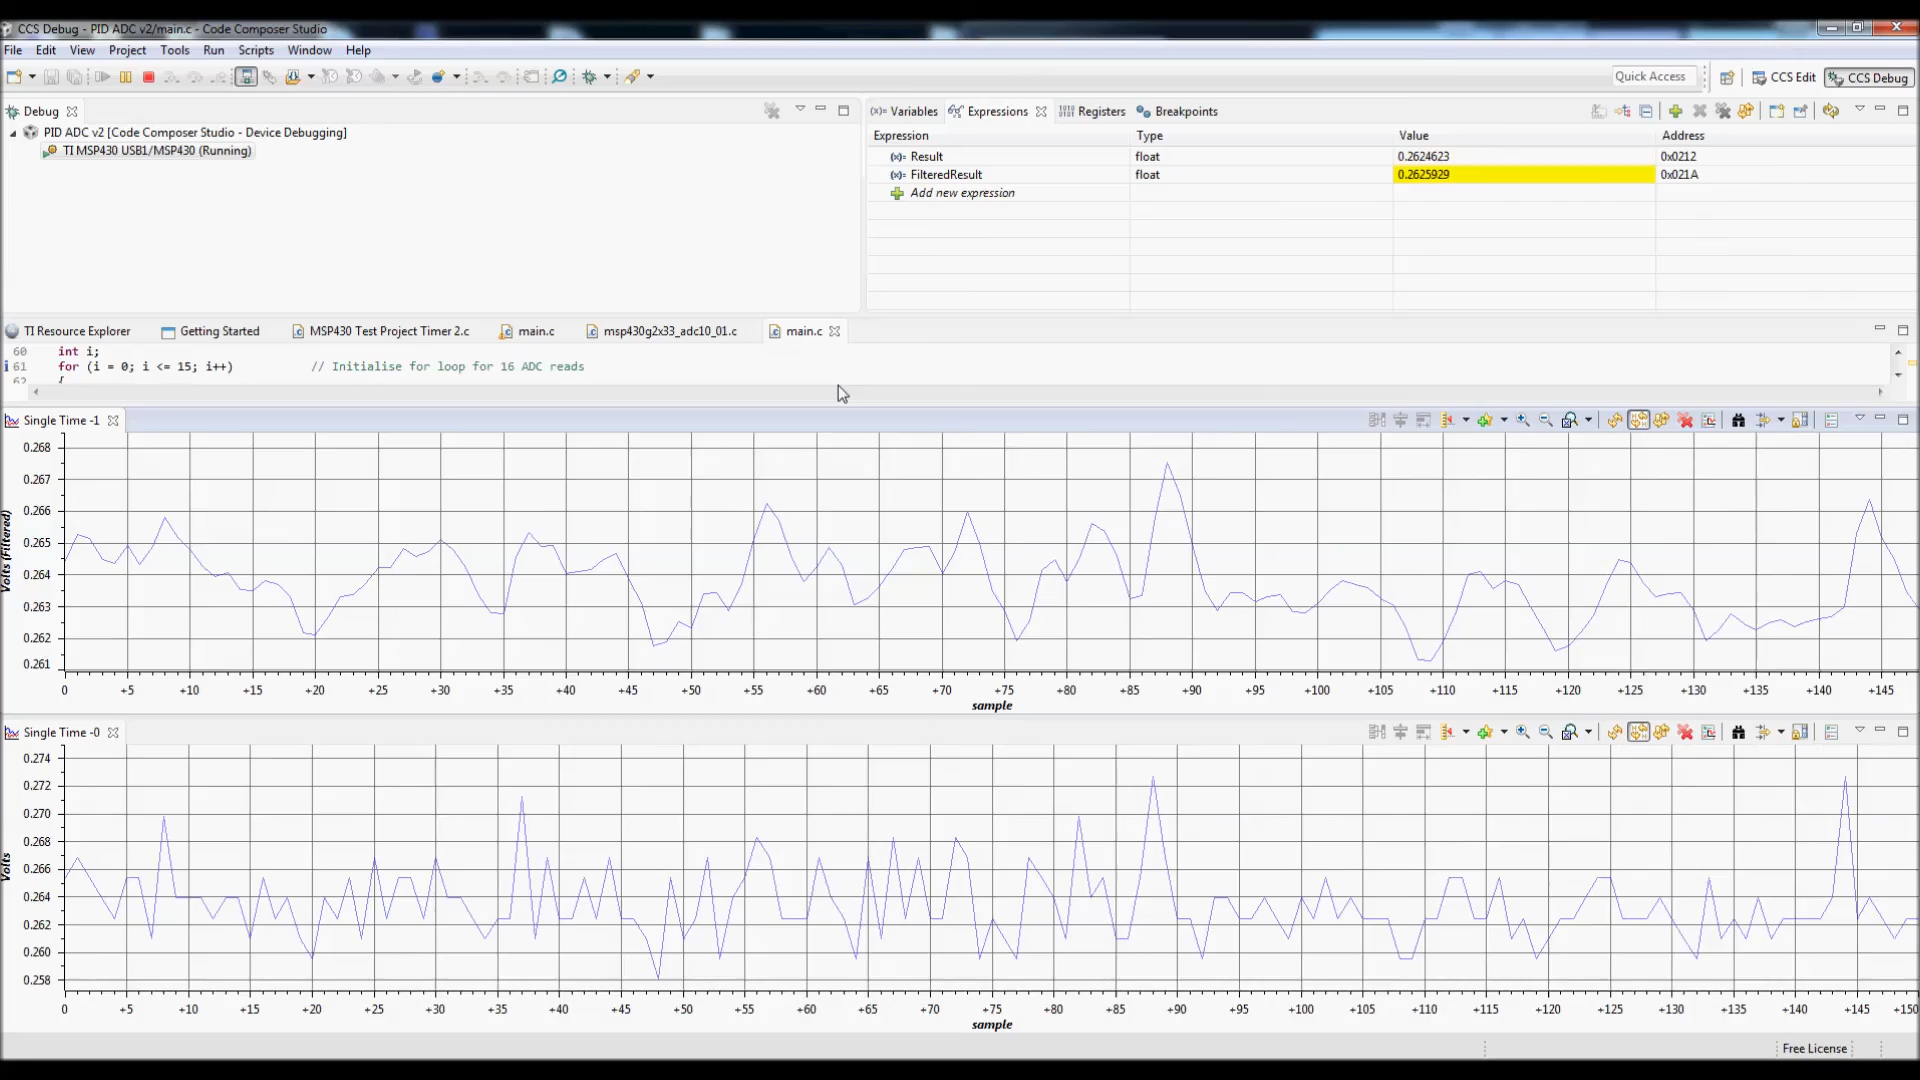 CCS Debug - PID ADC v2/main.c - Code Composer Studio
File Edit View Project Tools Run Scripts Window Help
Quick Access CCS Edit CCS Debug
Debug
PID ADC v2 [Code Composer Studio - Device Debugging]
TI MSP430 USB1/MSP430 (Running)
(x)= Variables Expressions Registers Breakpoints
Expression Type Value Address
(x)= Result float 0.2624623 0x0212
(x)= FilteredResult float 0.2625929 0x021A
Add new expression
TI Resource Explorer Getting Started MSP430 Test Project Timer 2.c main.c msp430g2x33_adc10_01.c main.c
60 int i;
61 for (i = 0; i <= 15; i++) // Initialise for loop for 16 ADC reads
62 {
Single Time -1
Volts (Filtered)
0.268
0.267
0.266
0.265
0.264
0.263
0.262
0.261
0 +5 +10 +15 +20 +25 +30 +35 +40 +45 +50 +55 +60 +65 +70 +75 +80 +85 +90 +95 +100 +105 +110 +115 +120 +125 +130 +135 +140 +145
sample
Single Time -0
Volts
0.274
0.272
0.270
0.268
0.266
0.264
0.262
0.260
0.258
0 +5 +10 +15 +20 +25 +30 +35 +40 +45 +50 +55 +60 +65 +70 +75 +80 +85 +90 +95 +100 +105 +110 +115 +120 +125 +130 +135 +140 +145 +150
sample
Free License